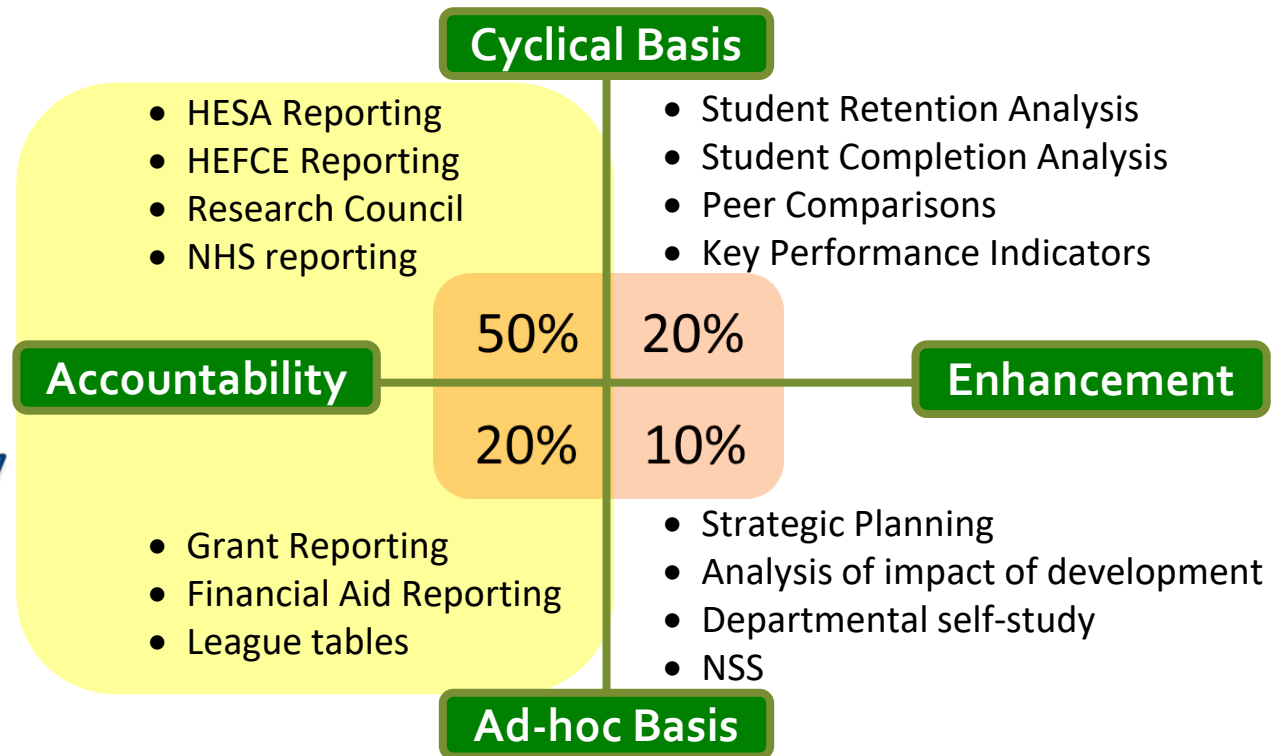 Cyclical Basis
• HESA Reporting
• HEFCE Reporting
• Research Council
• NHS reporting
• Student Retention Analysis
• Student Completion Analysis
• Peer Comparisons
• Key Performance Indicators
50% 20%
Accountability
Enhancement
20% 10%
• Grant Reporting
• Financial Aid Reporting
• League tables
• Strategic Planning
• Analysis of impact of development
• Departmental self-study
• NSS
Ad-hoc Basis